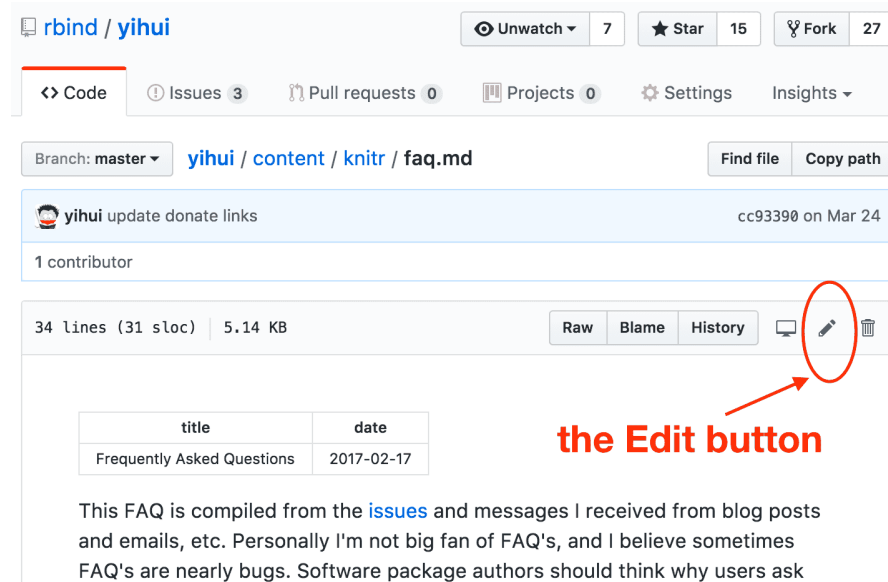 rbind / yihui
Unwatch 7 Star 15 Fork 27
Code Issues 3 Pull requests 0 Projects 0 Settings Insights
Branch: master yihui / content / knitr / faq.md Find file Copy path
yihui update donate links cc93390 on Mar 24
1 contributor
34 lines (31 sloc) 5.14 KB Raw Blame History
the Edit button
title date
Frequently Asked Questions 2017-02-17
This FAQ is compiled from the issues and messages I received from blog posts
and emails, etc. Personally I'm not big fan of FAQ's, and I believe sometimes
FAQ's are nearly bugs. Software package authors should think why users ask